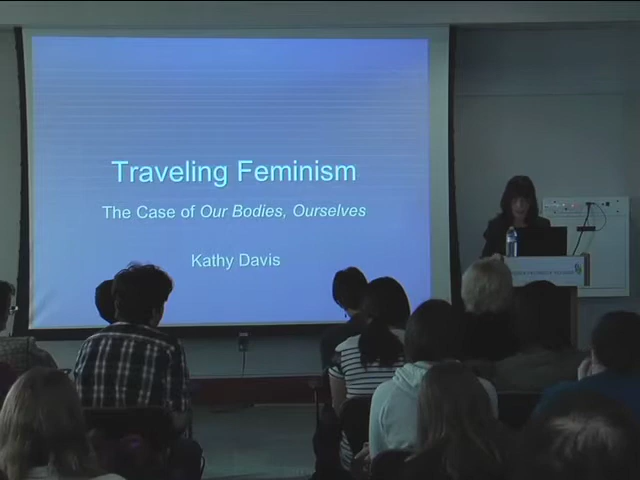 Traveling Feminism
The Case of Our Bodies, Ourselves
Kathy Davis